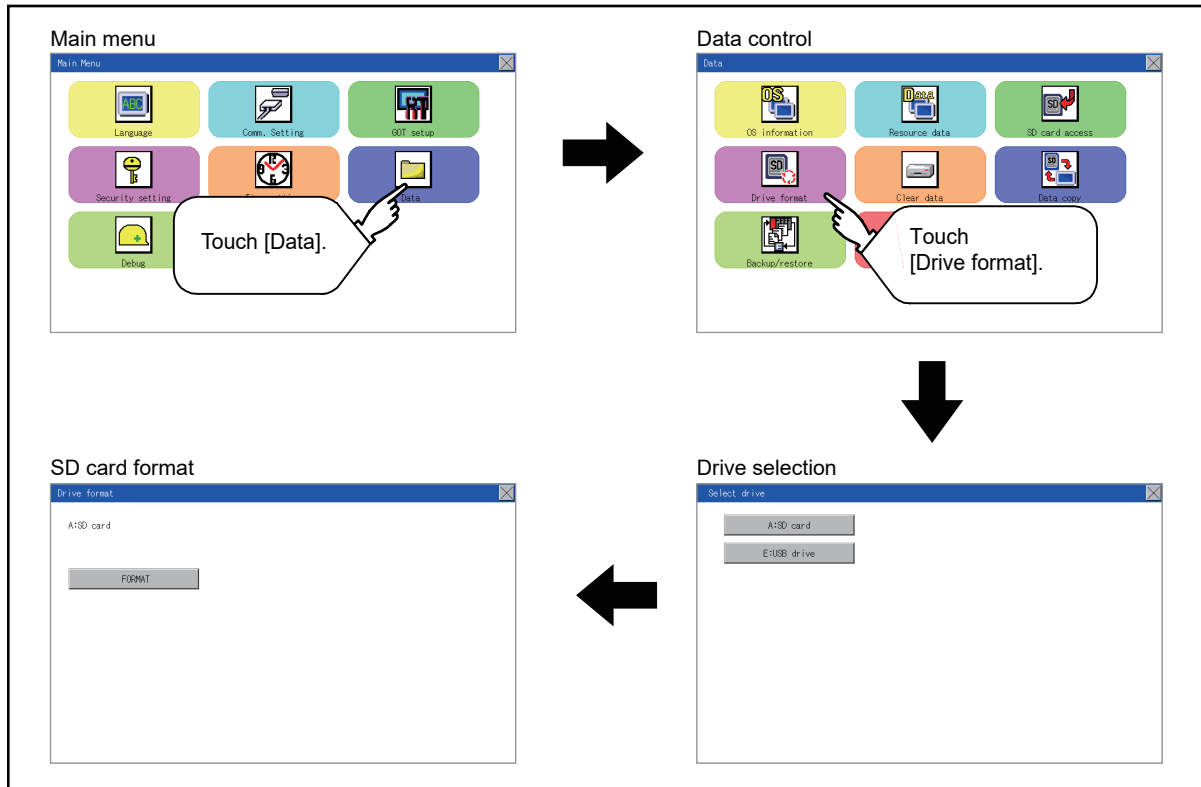 Main menu
Main Menu
Language
Comm. Setting
GOT setup
Security setting
Data
Debug
Touch [Data].
Data control
Data
OS information
Resource data
SD card access
Drive format
Clear data
Data copy
Backup/restore
Touch
[Drive format].
SD card format
Drive format
A:SD card
FORMAT
Drive selection
Select drive
A:SD card
E:USB drive